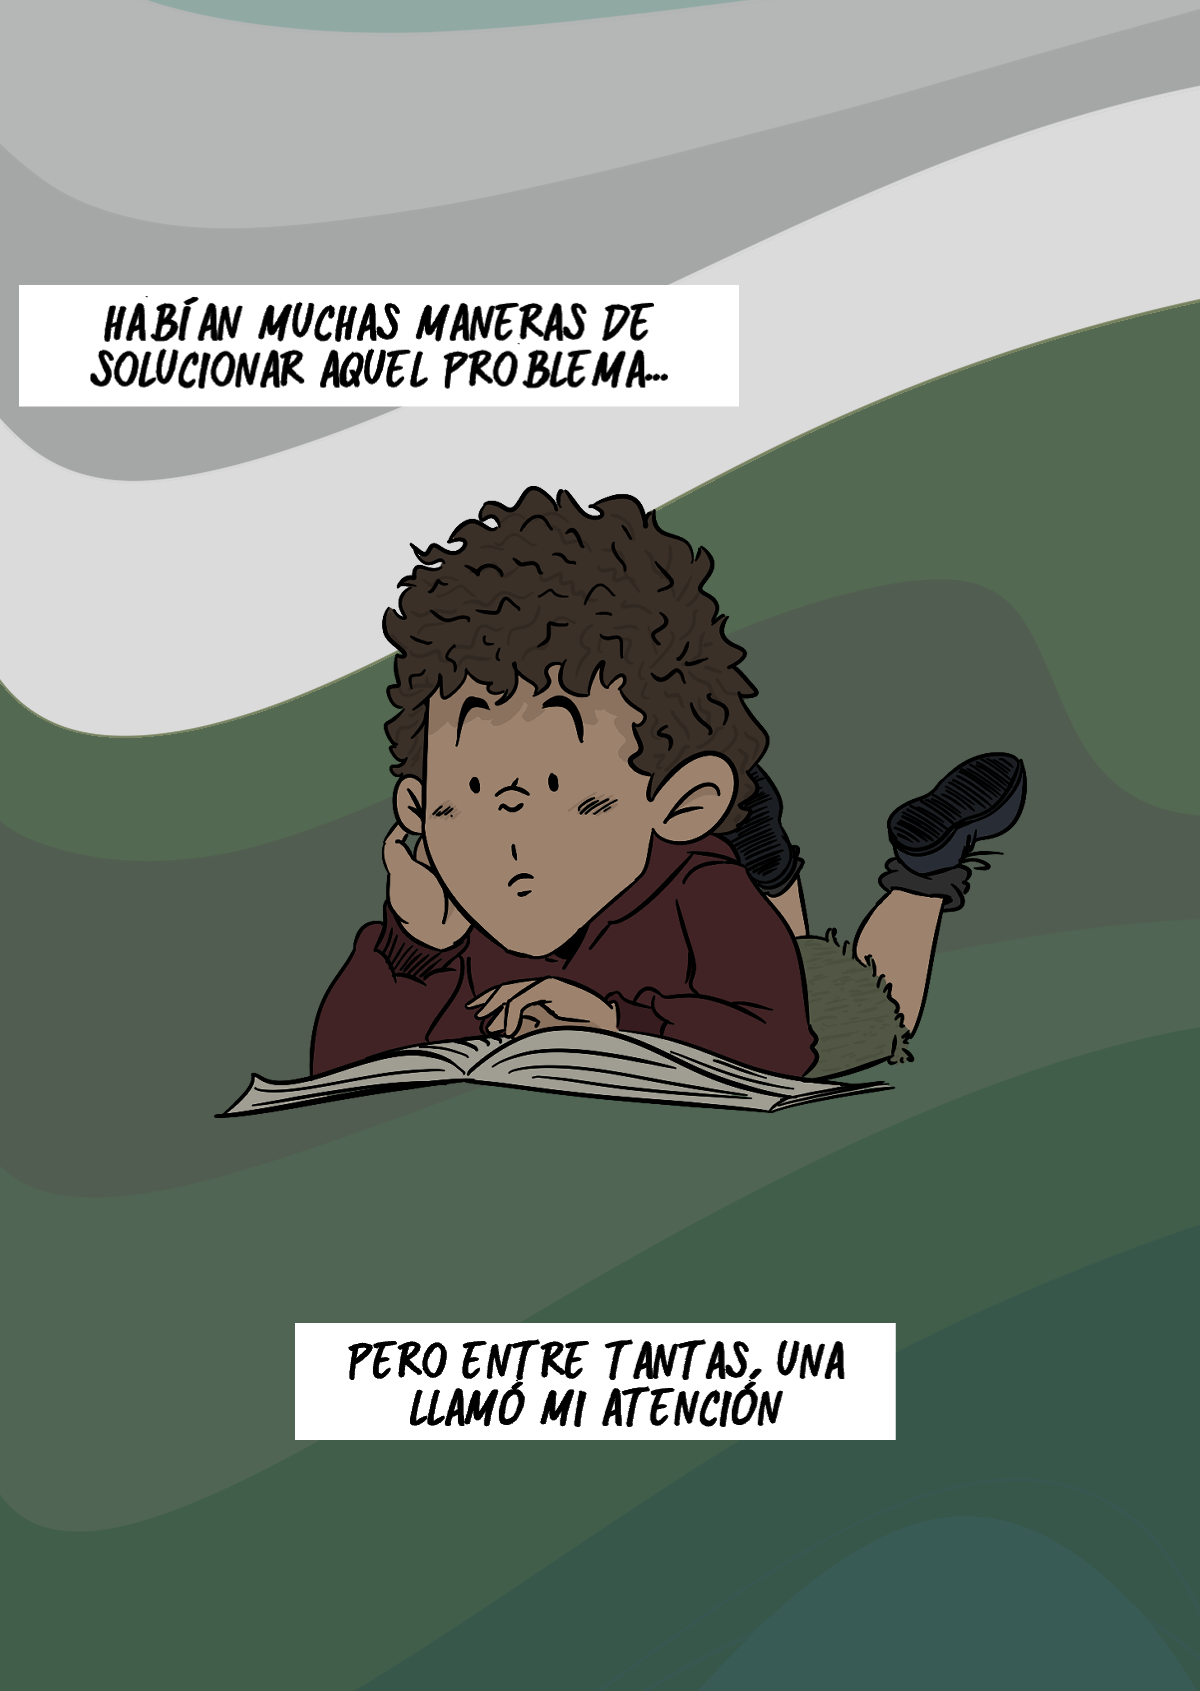 HABÍAN MUCHAS MANERAS DE
SOLUCIONAR AQUEL PROBLEMA...
PERO ENTRE TANTAS, UNA
LLAMÓ MI ATENCIÓN